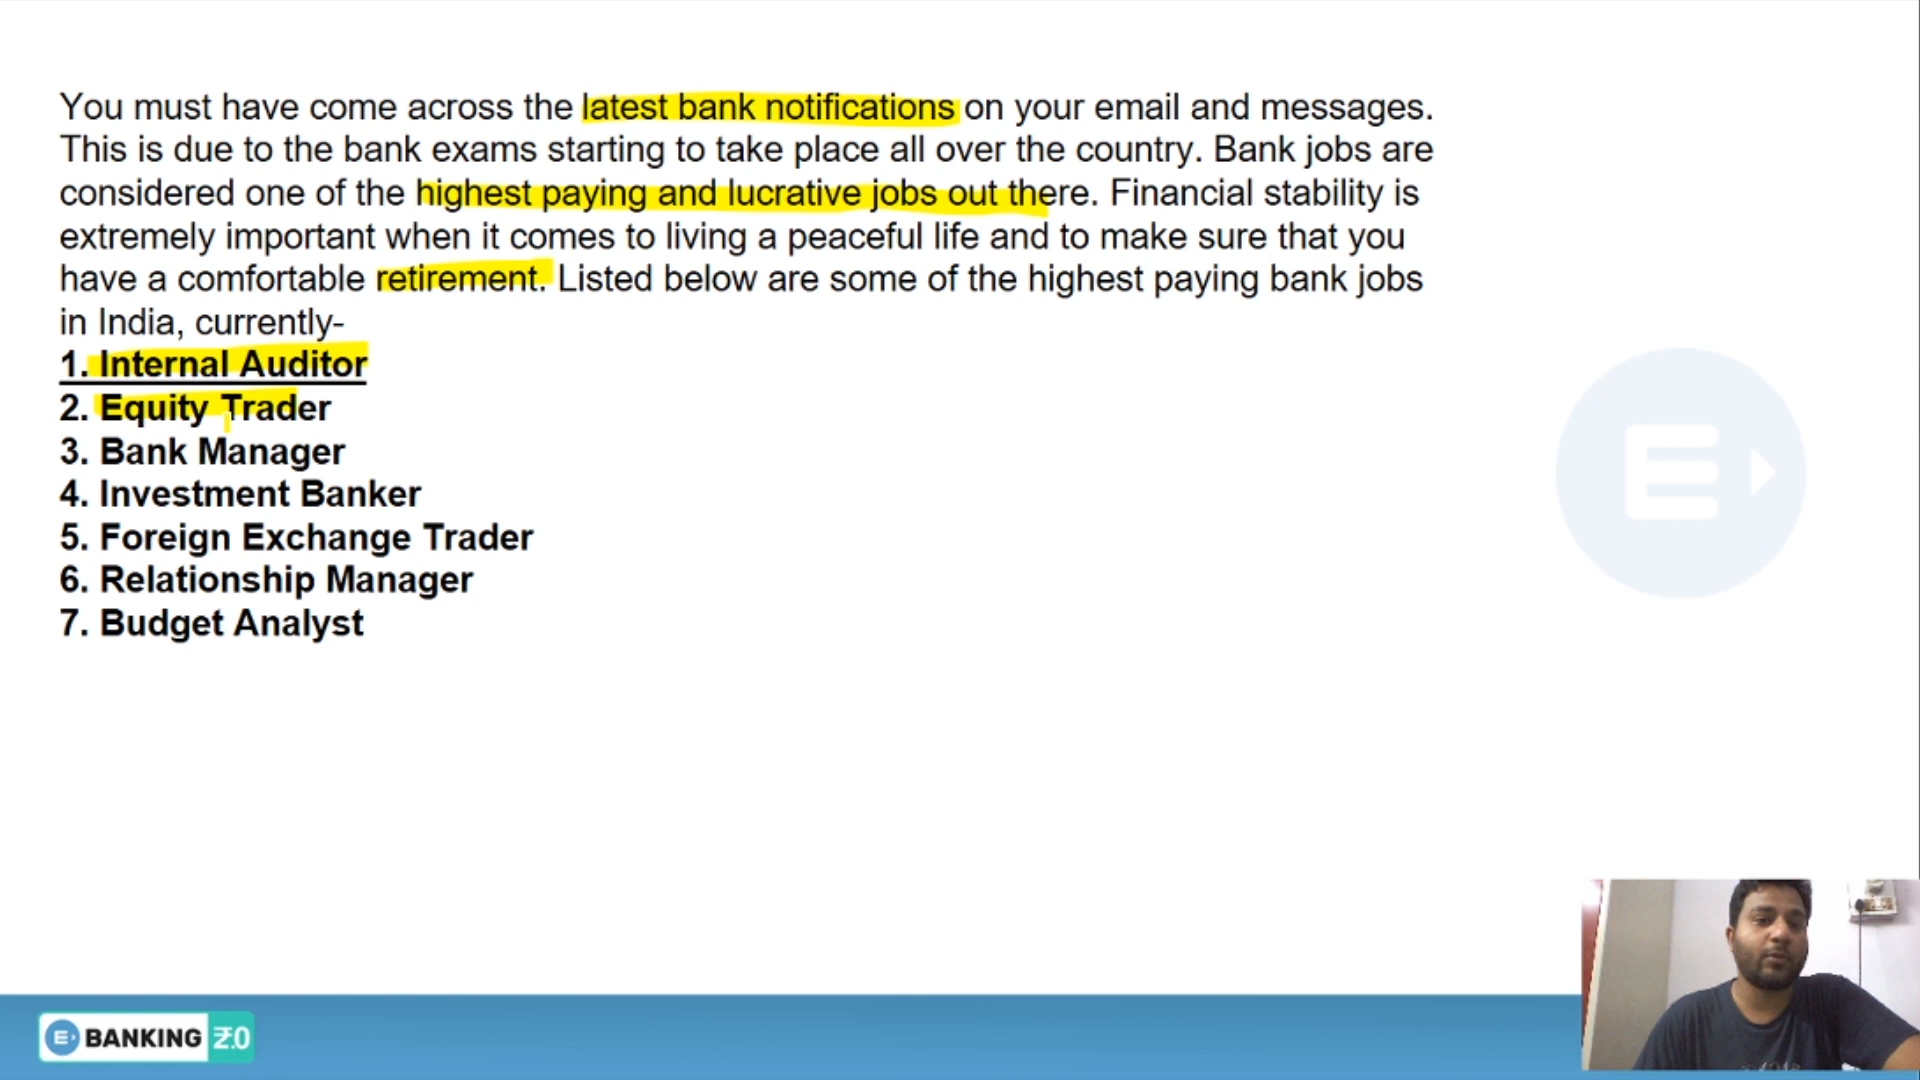 You must have come across the latest bank notifications on your email and messages.
This is due to the bank exams starting to take place all over the country. Bank jobs are
considered one of the highest paying and lucrative jobs out there. Financial stability is
extremely important when it comes to living a peaceful life and to make sure that you
have a comfortable retirement. Listed below are some of the highest paying bank jobs
in India, currently-
1. Internal Auditor
2. Equity Trader
3. Bank Manager
4. Investment Banker
5. Foreign Exchange Trader
6. Relationship Manager
7. Budget Analyst
E
E BANKING ₹.0